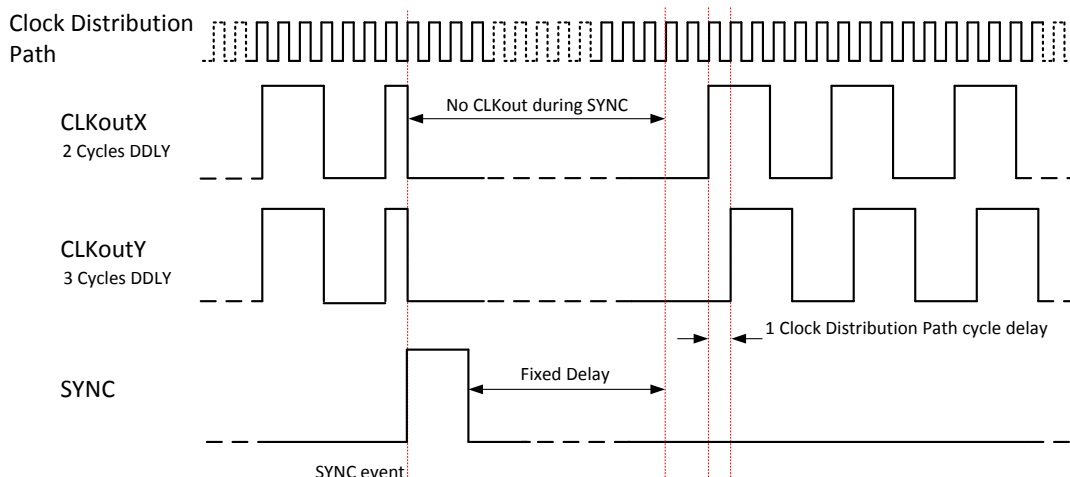 Clock Distribution
Path
CLKoutX
2 Cycles DDLY
No CLKout during SYNC
CLKoutY
3 Cycles DDLY
1 Clock Distribution Path cycle delay
SYNC
Fixed Delay
SYNC event